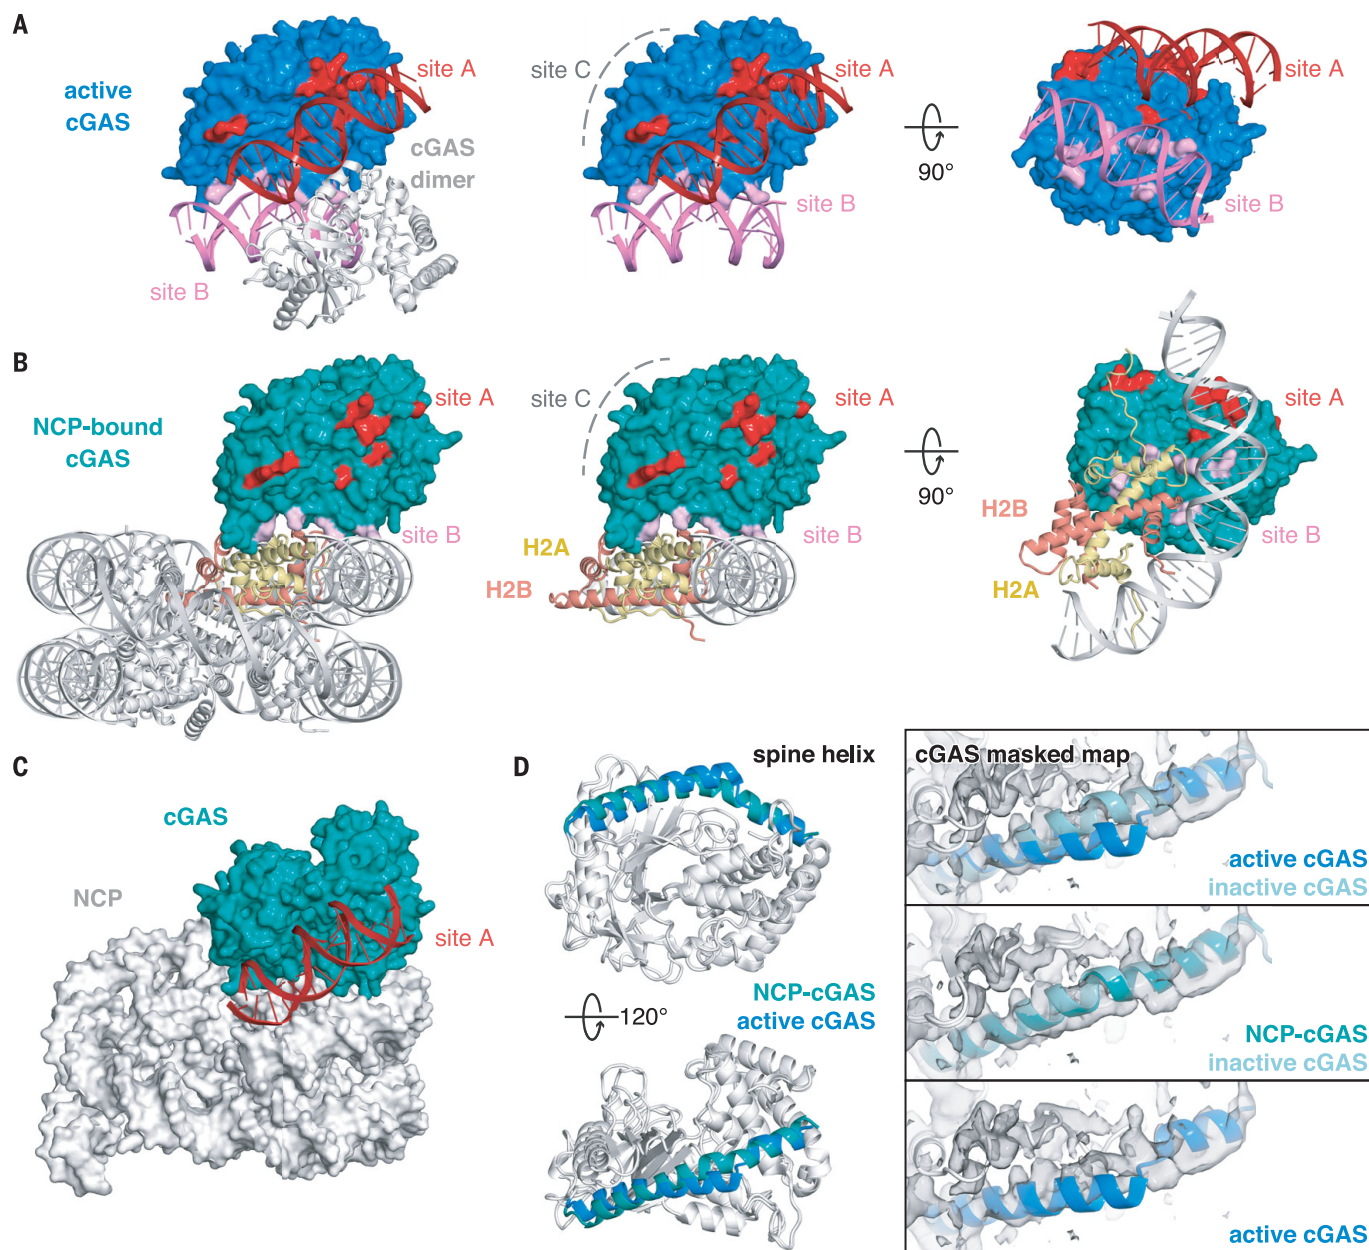 A
active
cGAS
site A
cGAS
dimer
site B
site C
site A
site B
90°
site A
site B
B
NCP-bound
cGAS
site A
site B
site C
site A
site B
H2A
H2B
90°
site A
H2B
site B
H2A
C
cGAS
NCP
site A
D
spine helix
NCP-cGAS
active cGAS
120°
cGAS masked map
active cGAS
inactive cGAS
NCP-cGAS
inactive cGAS
active cGAS